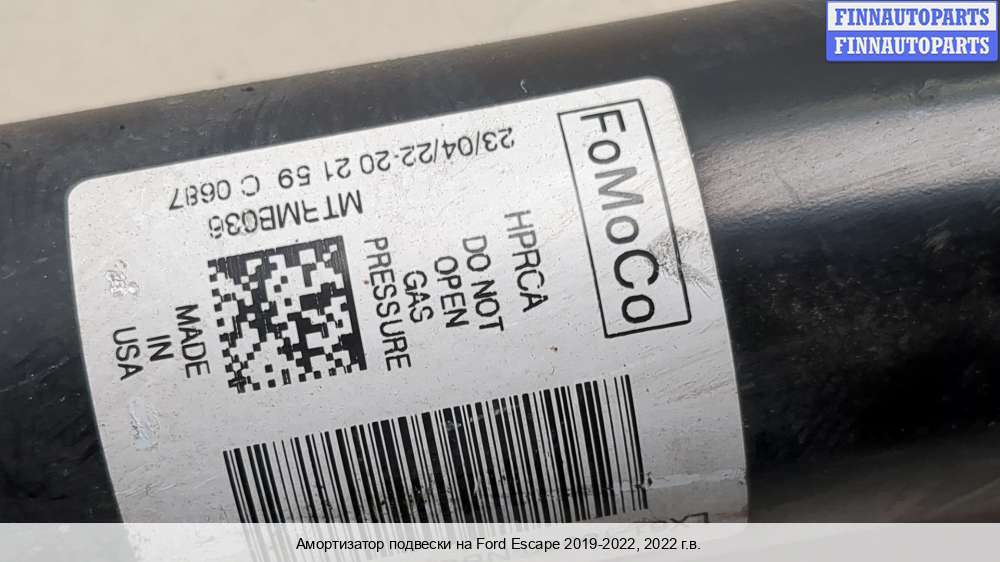 FINNAUTOPARTS
FINNAUTOPARTS
FoMoCo
HPRCA
DO NOT
OPEN
GAS
PRESSURE
MADE
IN
USA
23/04/22-20 21 59 C 0687
Амортизатор подвески на Ford Escape 2019-2022, 2022 г.в.